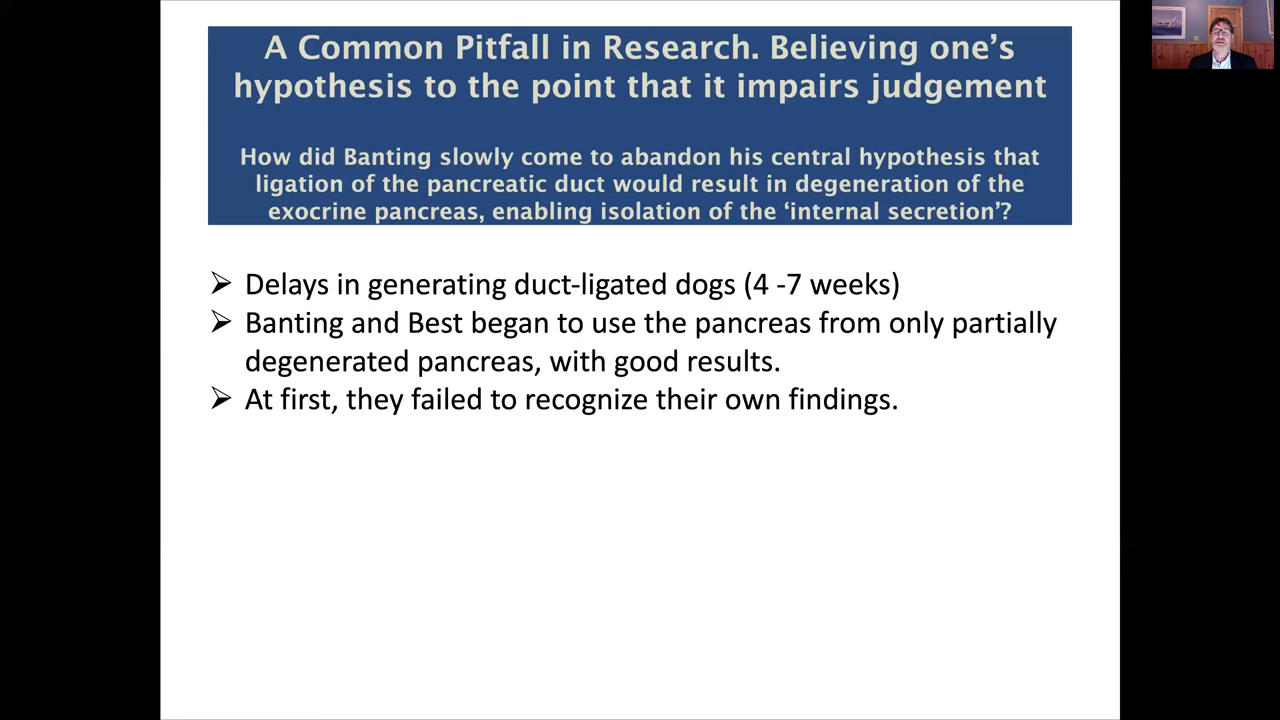 A Common Pitfall in Research. Believing one’s
hypothesis to the point that it impairs judgement
How did Banting slowly come to abandon his central hypothesis that
ligation of the pancreatic duct would result in degeneration of the
exocrine pancreas, enabling isolation of the ‘internal secretion’?
➢ Delays in generating duct-ligated dogs (4 -7 weeks)
➢ Banting and Best began to use the pancreas from only partially
degenerated pancreas, with good results.
➢ At first, they failed to recognize their own findings.